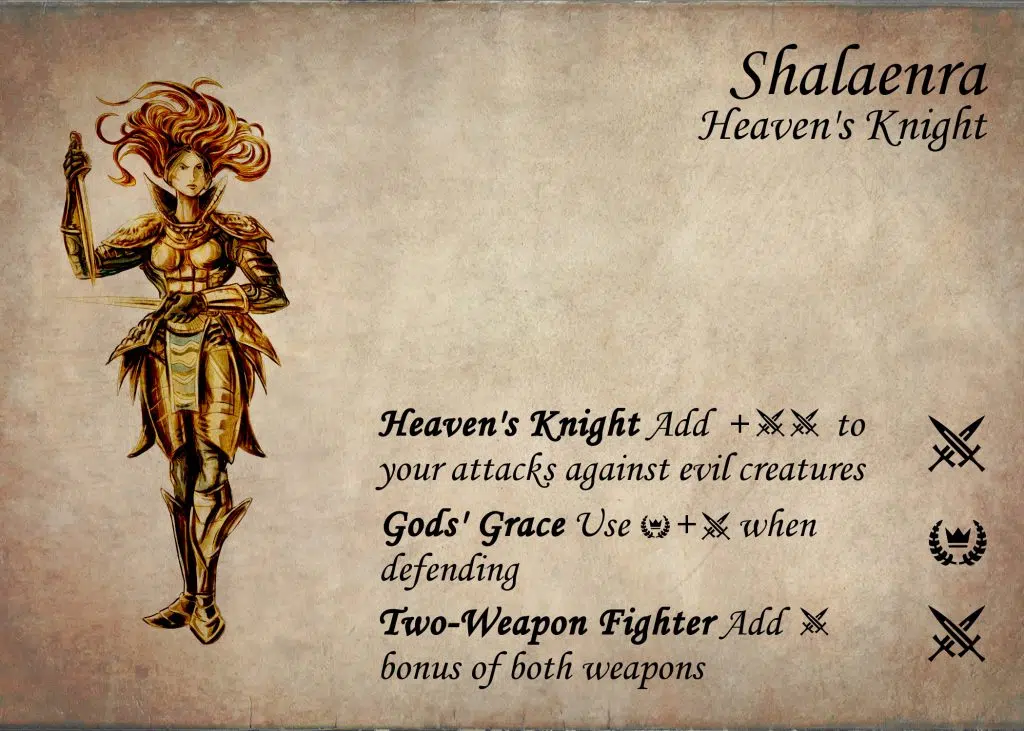 Shalaenra
Heaven's Knight
Heaven's Knight Add + to
your attacks against evil creatures
Gods' Grace Use + when
defending
Two-Weapon Fighter Add
bonus of both weapons